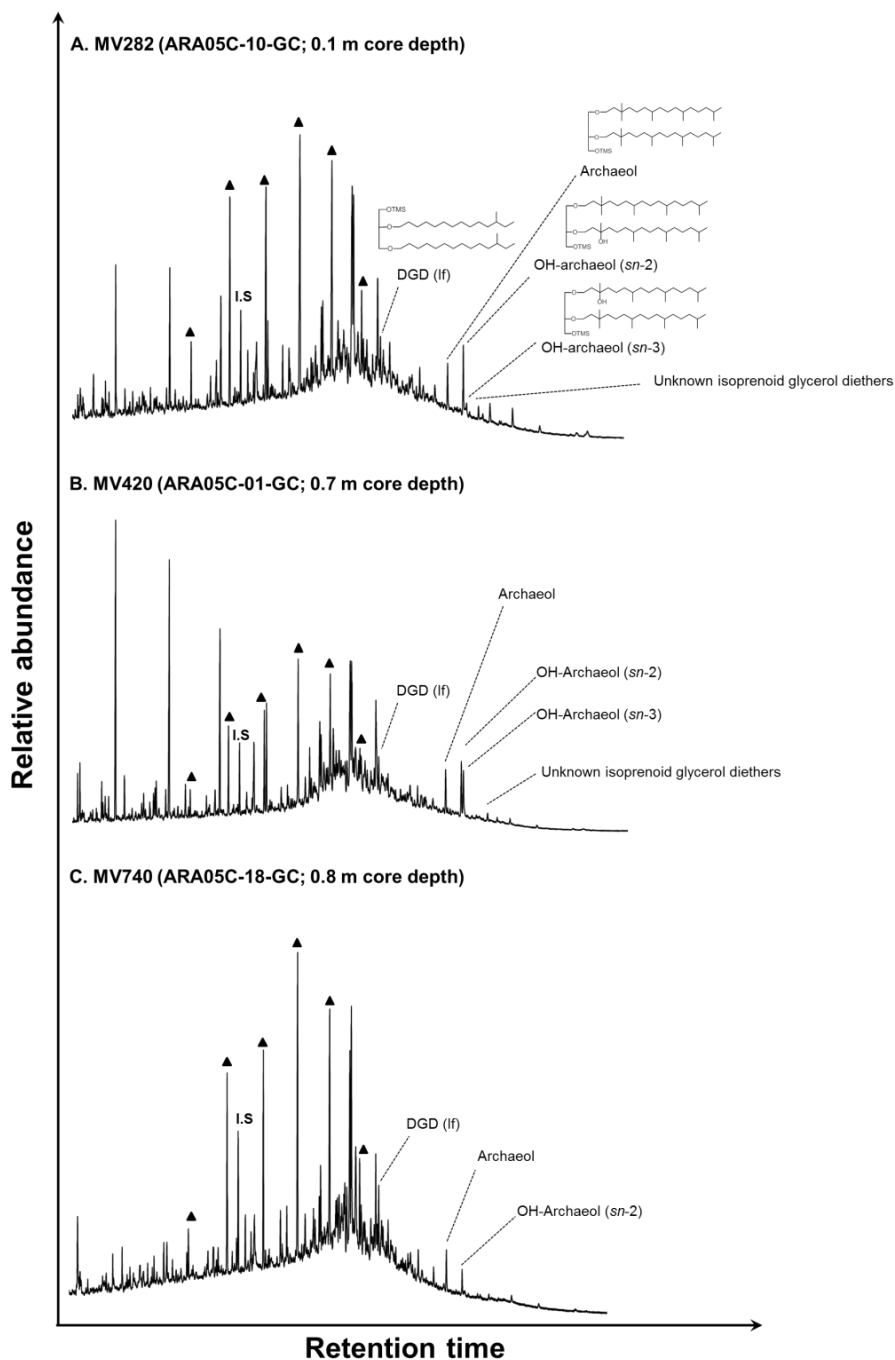 A. MV282 (ARA05C-10-GC; 0.1 m core depth)
OTMS
Archaeol
OTMS
O
O
DGD (If)
I.S
O
O
OTMS
OH
OH-archaeol (sn-2)
O
OH
O
OTMS
OH-archaeol (sn-3)
Unknown isoprenoid glycerol diethers
B. MV420 (ARA05C-01-GC; 0.7 m core depth)
Archaeol
OH-Archaeol (sn-2)
DGD (If)
OH-Archaeol (sn-3)
I.S
Unknown isoprenoid glycerol diethers
C. MV740 (ARA05C-18-GC; 0.8 m core depth)
I.S
DGD (If)
Archaeol
OH-Archaeol (sn-2)
Relative abundance
Retention time